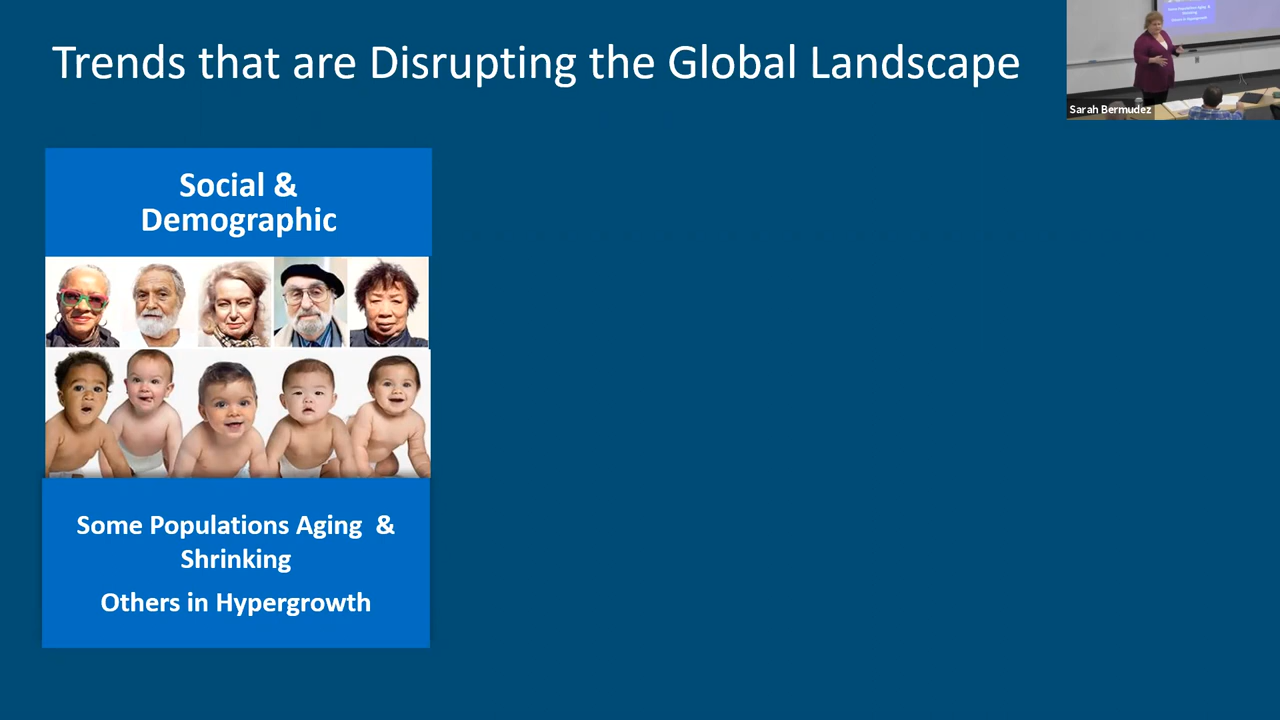 Trends that are Disrupting the Global Landscape
Sarah Bermudez
Social &
Demographic
Some Populations Aging &
Shrinking
Others in Hypergrowth